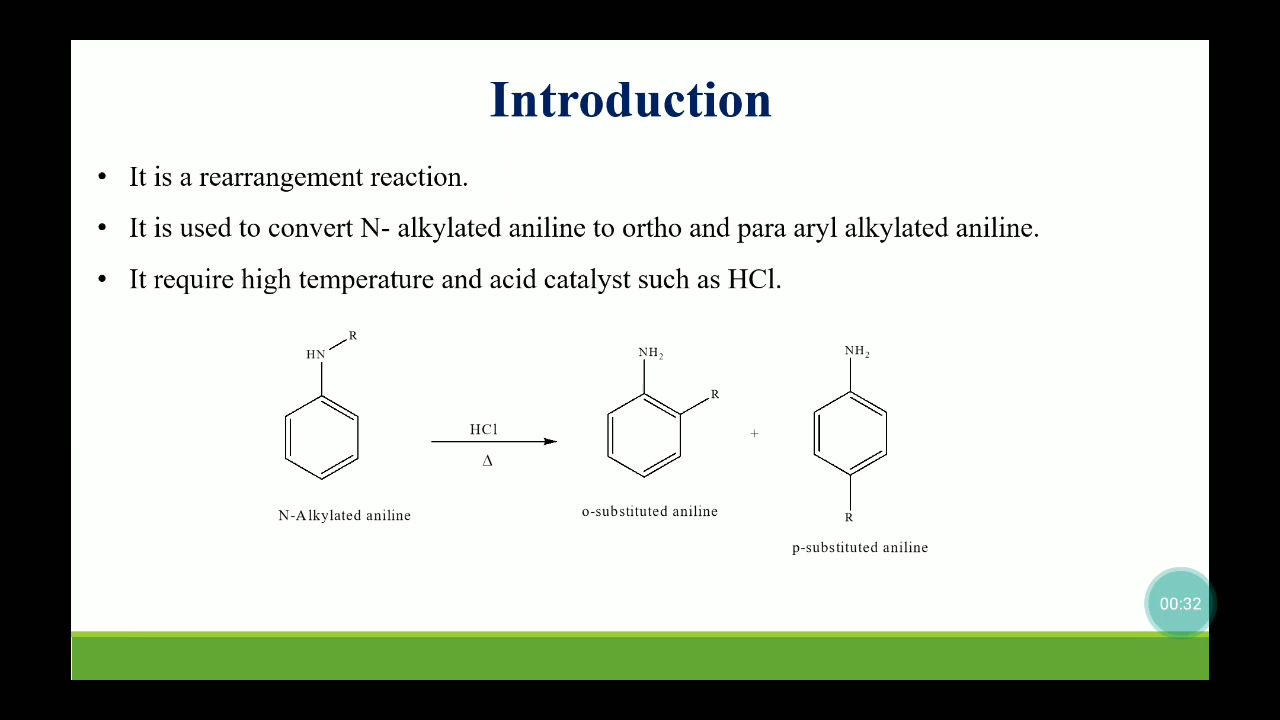 Introduction
• It is a rearrangement reaction.
• It is used to convert N- alkylated aniline to ortho and para aryl alkylated aniline.
• It require high temperature and acid catalyst such as HCl.
R
HN
NH₂
NH₂
R
HCl
Δ
+
N-Alkylated aniline
o-substituted aniline
R
p-substituted aniline
00:32